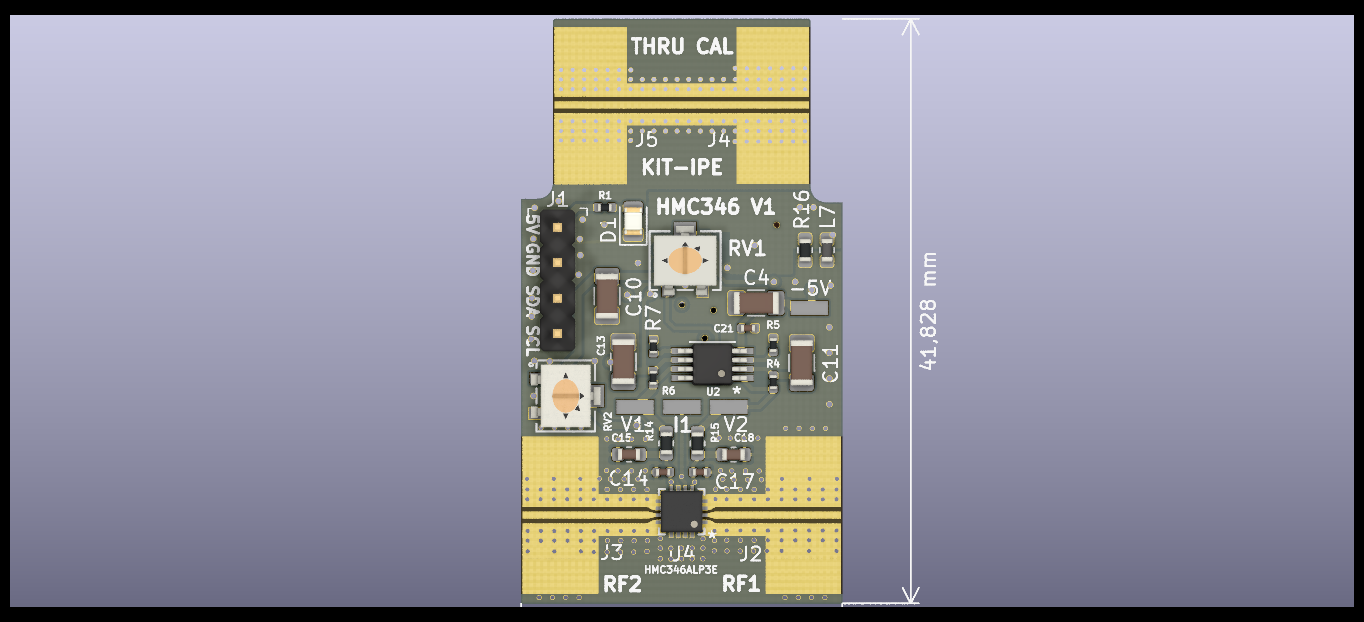 THRU CAL
J5 J4
KIT-IPE
J1
R1
HMC346 V1
R16
L7
5V GND SDA SCL
D1
RV1
C10
C4
-5V
R7
C21
R5
C13
C11
R4
R6
U2 *
RV2
V1 I1 V2
R14
R15
C15
C18
C14
C17
*
J3 U4 J2
HMC346ALP3E
RF2 RF1
41,828 mm